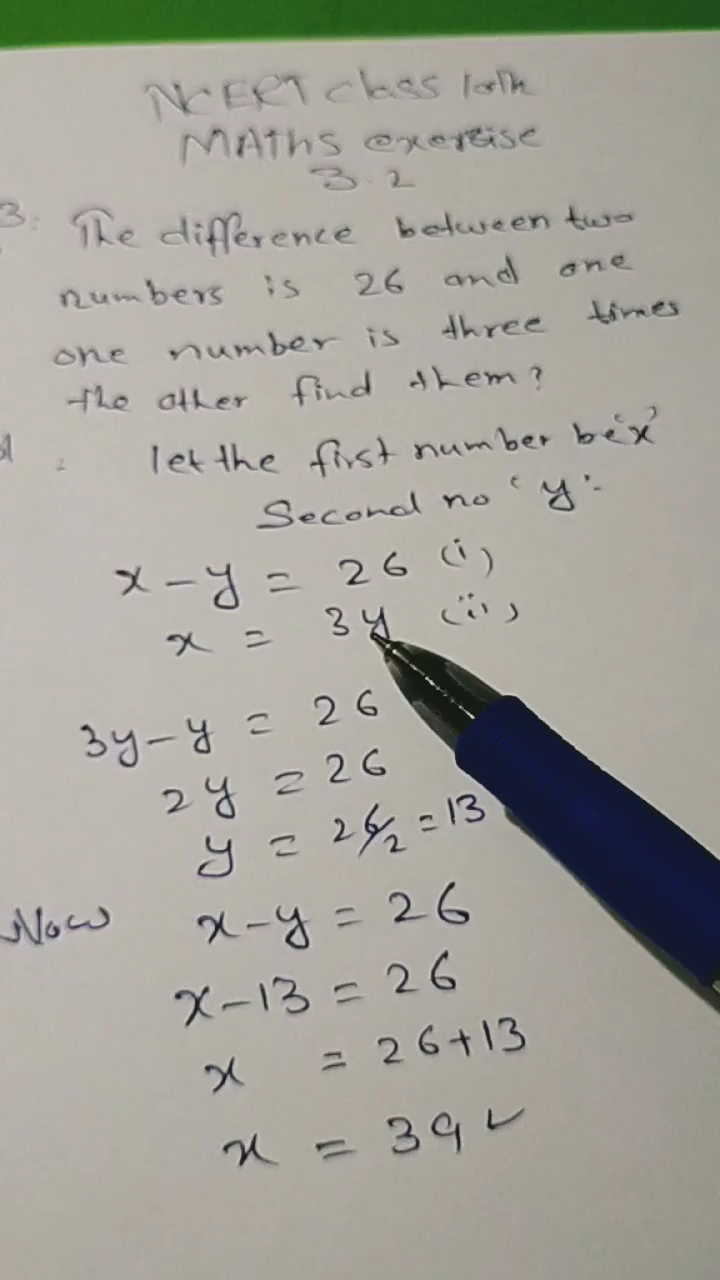 NCERT class 10th
MAths exercise
3.2
3. The difference between two
numbers is 26 and one
one number is three times
the other find them?
let the first number be 'x'
Second no 'y'.
x - y = 26 (i)
x = 3y (ii)
3y - y = 26
2y = 26
y = 26/2 = 13
Now x - y = 26
x - 13 = 26
x = 26 + 13
x = 39 ✓